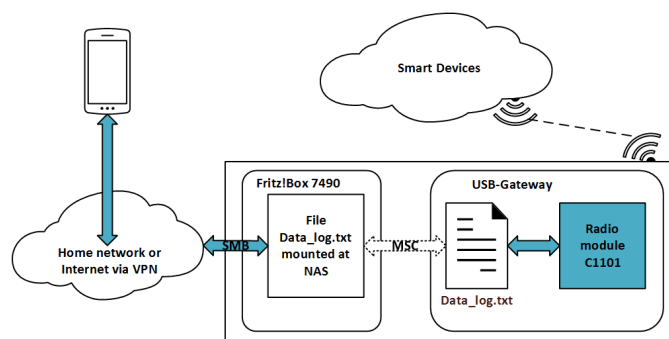 Smart Devices
Fritz!Box 7490
USB-Gateway
File
Data_log.txt
mounted at
NAS
Radio
module
C1101
Home network or
Internet via VPN
SMB
MSC
Data_log.txt